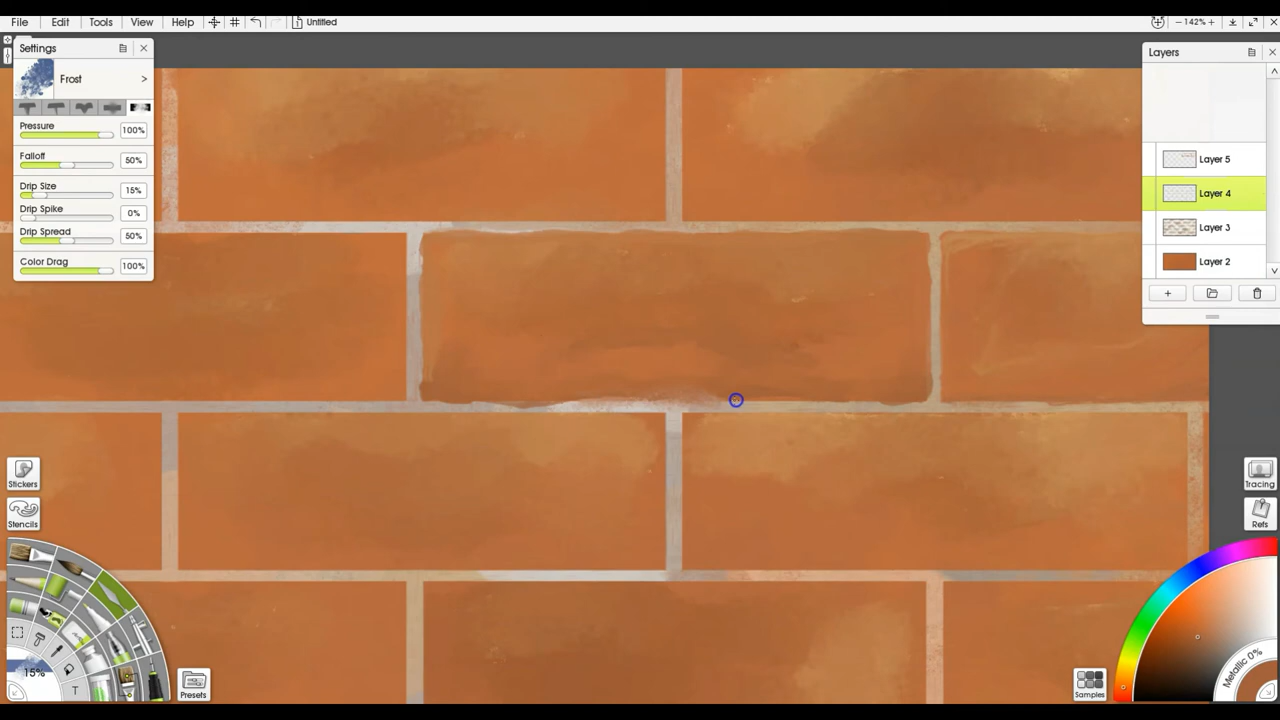 File Edit Tools View Help Untitled 142%
Settings
Frost >
Pressure 100%
Falloff 50%
Drip Size 15%
Drip Spike 0%
Drip Spread 50%
Color Drag 100%
Layers
Layer 5
Layer 4
Layer 3
Layer 2
Stickers
Stencils
15%
T
Presets
Tracing
Refs
Samples
Metallic 0%